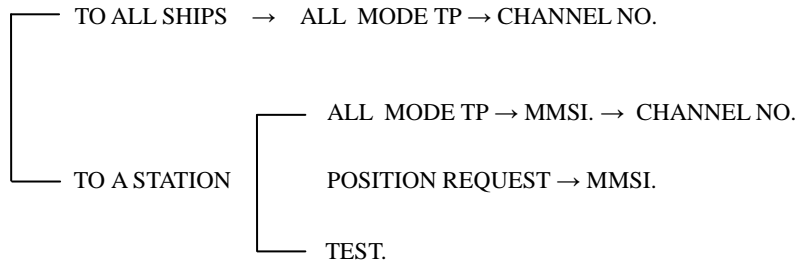 TO ALL SHIPS → ALL MODE TP → CHANNEL NO.
ALL MODE TP → MMSI. → CHANNEL NO.
TO A STATION POSITION REQUEST → MMSI.
TEST.